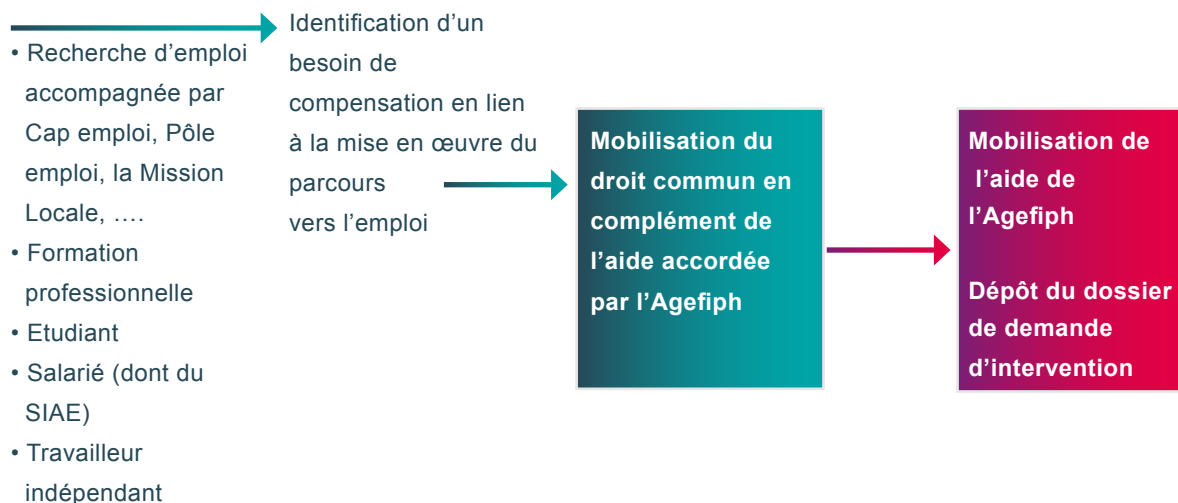 • Recherche d’emploi
accompagnée par
Cap emploi, Pôle
emploi, la Mission
Locale, ….
• Formation
professionnelle
• Etudiant
• Salarié (dont du
SIAE)
• Travailleur
indépendant
Identification d’un
besoin de
compensation en lien
à la mise en œuvre du
parcours
vers l’emploi
Mobilisation du
droit commun en
complément de
l’aide accordée
par l’Agefiph
Mobilisation de
l’aide de
l’Agefiph
Dépôt du dossier
de demande
d’intervention